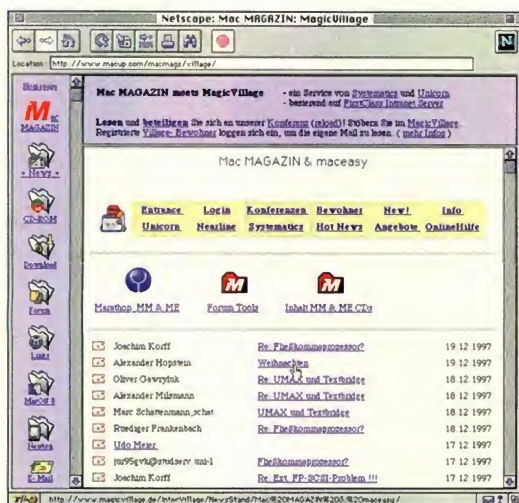 Netscape: Mac MAGAZIN: MagicVillage
N
Location: http://www.macup.com/macmags/village/
Homepage
Mac
MAGAZIN
• News •
CD-ROM
Download
Forum
Links
MacOS 8
Newton
E-Mail
Mac MAGAZIN meets MagicVillage
- ein Service von Systematics und Unicorn
- basierend auf FirstClass Intranet Server
Lesen und beteiligen Sie sich an unserer Konferenz (reload)! Stöbern Sie im MagicVillage.
Registrierte Village-Bewohner loggen sich ein, um die eigene Mail zu lesen. ( mehr Infos )
Mac MAGAZIN & maceasy
Entrance Login Konferenzen Bewohner New! Info
Unicorn Nearline Systematics Hot News Angebote OnlineHilfe
Marathon MM & ME Forum Tools Inhalt MM & ME CDs
Joachim Korff Re: Fließkommaprozessor? 19 12 1997
Alexander Hopstein Weihnachten 19 12 1997
Oliver Re: UMAX und Textbridge 18.12 1997
Alexander Re: UMAX und Textbridge 18.12 1997
Marc UMAX und Textbridge 18.12 1997
Ruediger Frankenbach Re: Fließkommaprozessor? 18 12 1997
Udo Meier 17 12 1997
Fließkommaprozessor? 17 12 1997
Joachim Korff Re: Ext. FP-SCSI-Problem !!! 17 12 1997
http://www.magicvillage.de/InterVillage/NewsStand/Mac%20MAGAZIN%20&%20maceasy/